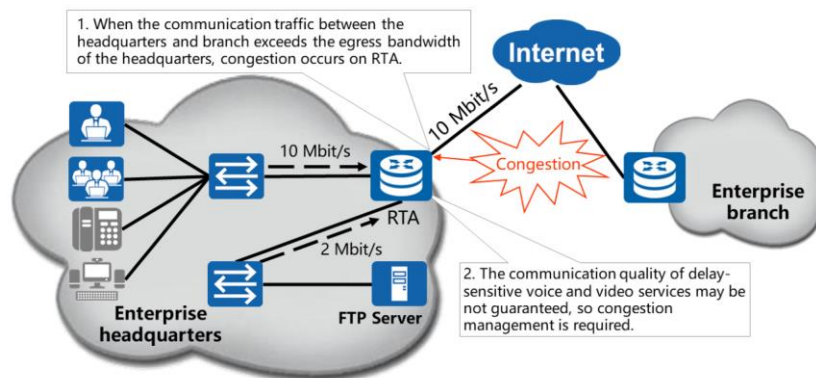 1. When the communication traffic between the
headquarters and branch exceeds the egress bandwidth
of the headquarters, congestion occurs on RTA.
Internet
10 Mbit/s
10 Mbit/s
Congestion
RTA
Enterprise
branch
2 Mbit/s
Enterprise
headquarters
FTP Server
2. The communication quality of delay-
sensitive voice and video services may be
not guaranteed, so congestion
management is required.